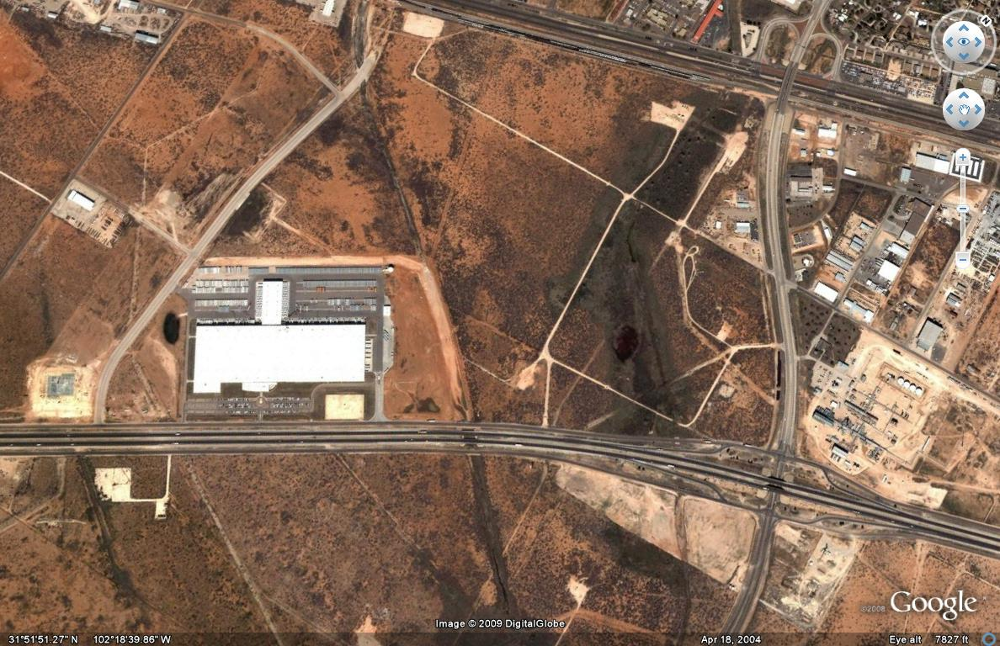 N
©2008 Google
Image © 2009 DigitalGlobe
31°51'51.27" N 102°18'39.86" W Apr 18, 2004 Eye alt 7827 ft